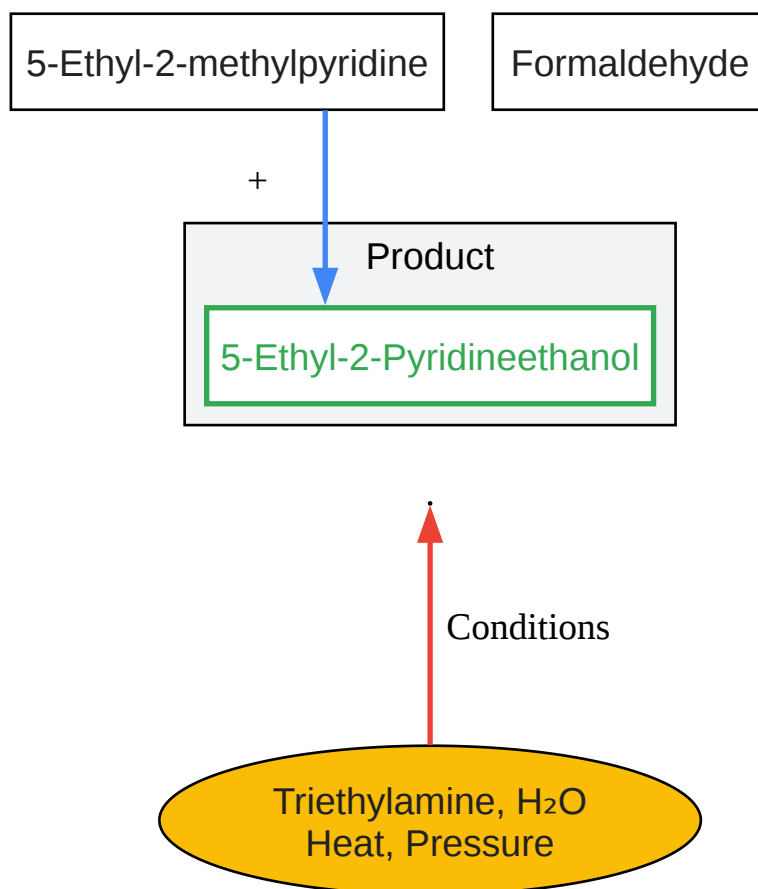 5-Ethyl-2-methylpyridine
Formaldehyde
+
Product
5-Ethyl-2-Pyridineethanol
Conditions
Triethylamine, H₂O
Heat, Pressure